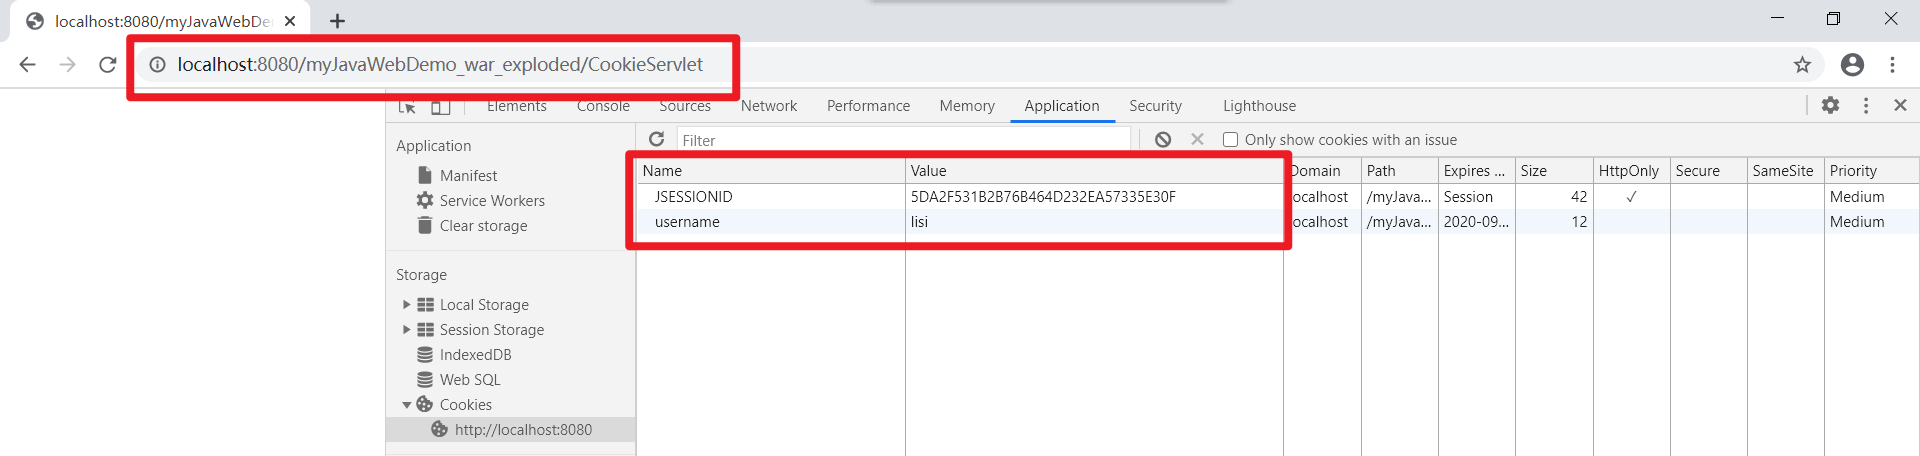 localhost:8080/myJavaWebDe
localhost:8080/myJavaWebDemo_war_exploded/CookieServlet
Elements Console Sources Network Performance Memory Application Security Lighthouse
Application
Manifest
Service Workers
Clear storage
Storage
Local Storage
Session Storage
IndexedDB
Web SQL
Cookies
http://localhost:8080
Filter Only show cookies with an issue
Name Value Domain Path Expires ... Size HttpOnly Secure SameSite Priority
JSESSIONID 5DA2F531B2B76B464D232EA57335E30F ocalhost /myJava... Session 42 ✓ Medium
username lisi ocalhost /myJava... 2020-09... 12 Medium